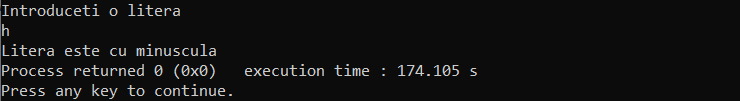 Introduceti o litera
h
Litera este cu minuscula
Process returned 0 (0x0)   execution time : 174.105 s
Press any key to continue.